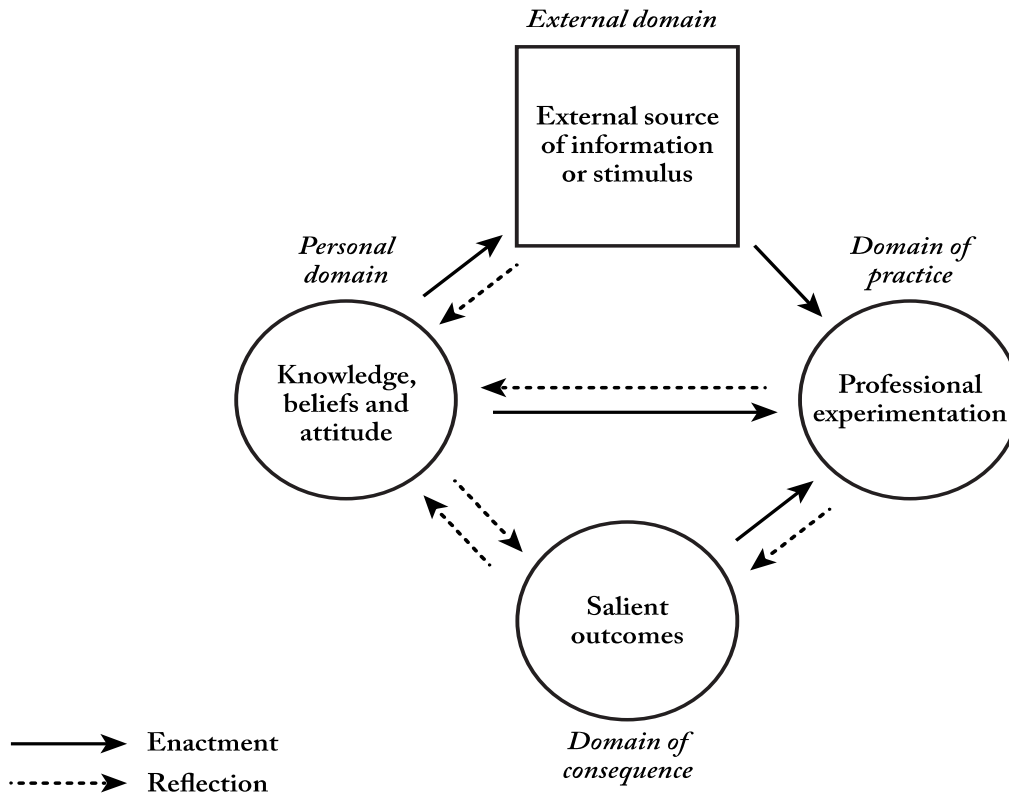 External domain
External source
of information
or stimulus
Personal
domain
Domain of
practice
Knowledge,
beliefs and
attitude
Professional
experimentation
Salient
outcomes
Domain of
consequence
Enactment
Reflection